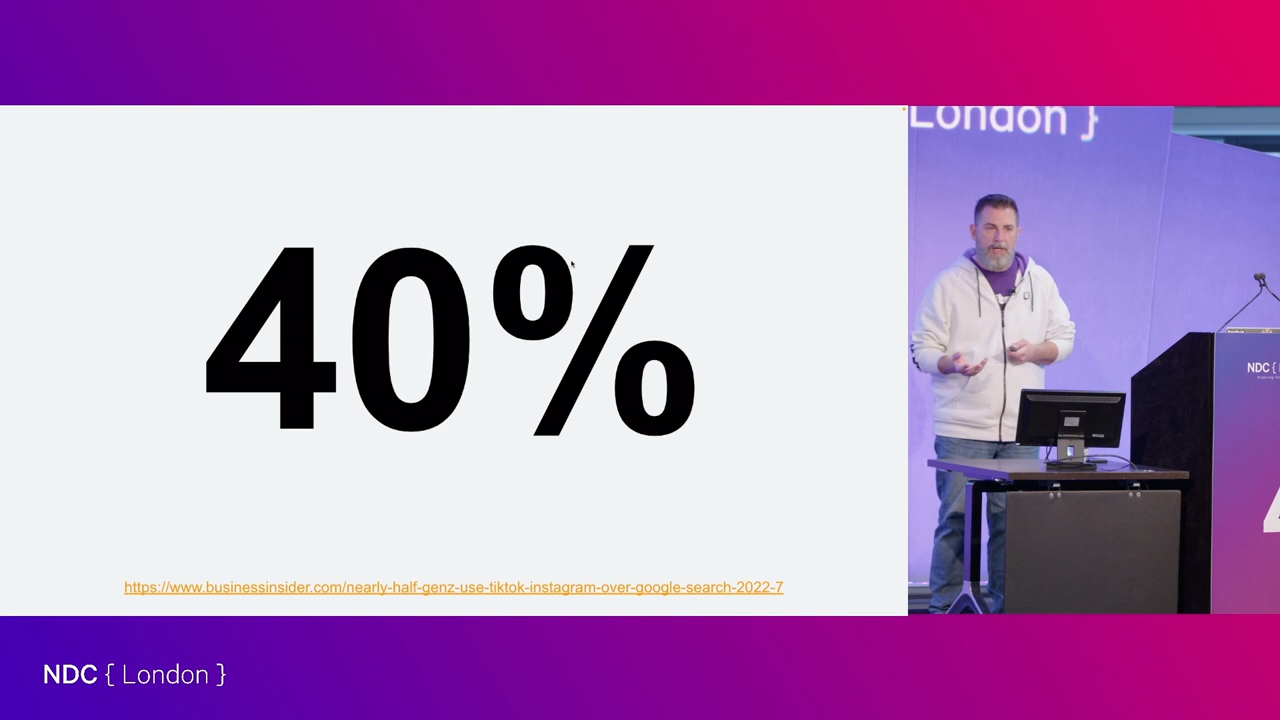 40%
https://www.businessinsider.com/nearly-half-genz-use-tiktok-instagram-over-google-search-2022-7
London }
NDC {
NDC { London }